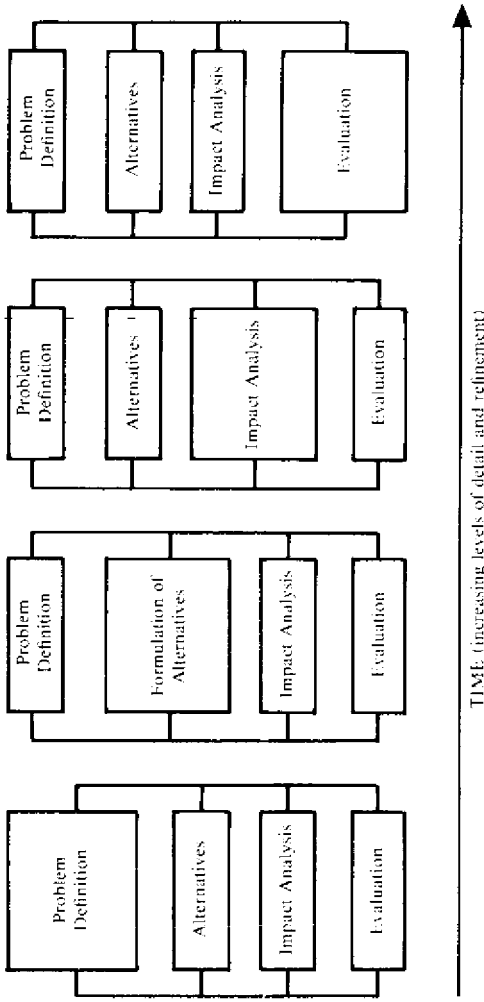 Problem
Definition
Alternatives
Impact Analysis
Evaluation
Problem
Definition
Formulation of
Alternatives
Impact Analysis
Evaluation
Problem
Definition
Alternatives
Impact Analysis
Evaluation
Problem
Definition
Alternatives
Impact Analysis
Evaluation
TIME (increasing levels of detail and refinement)